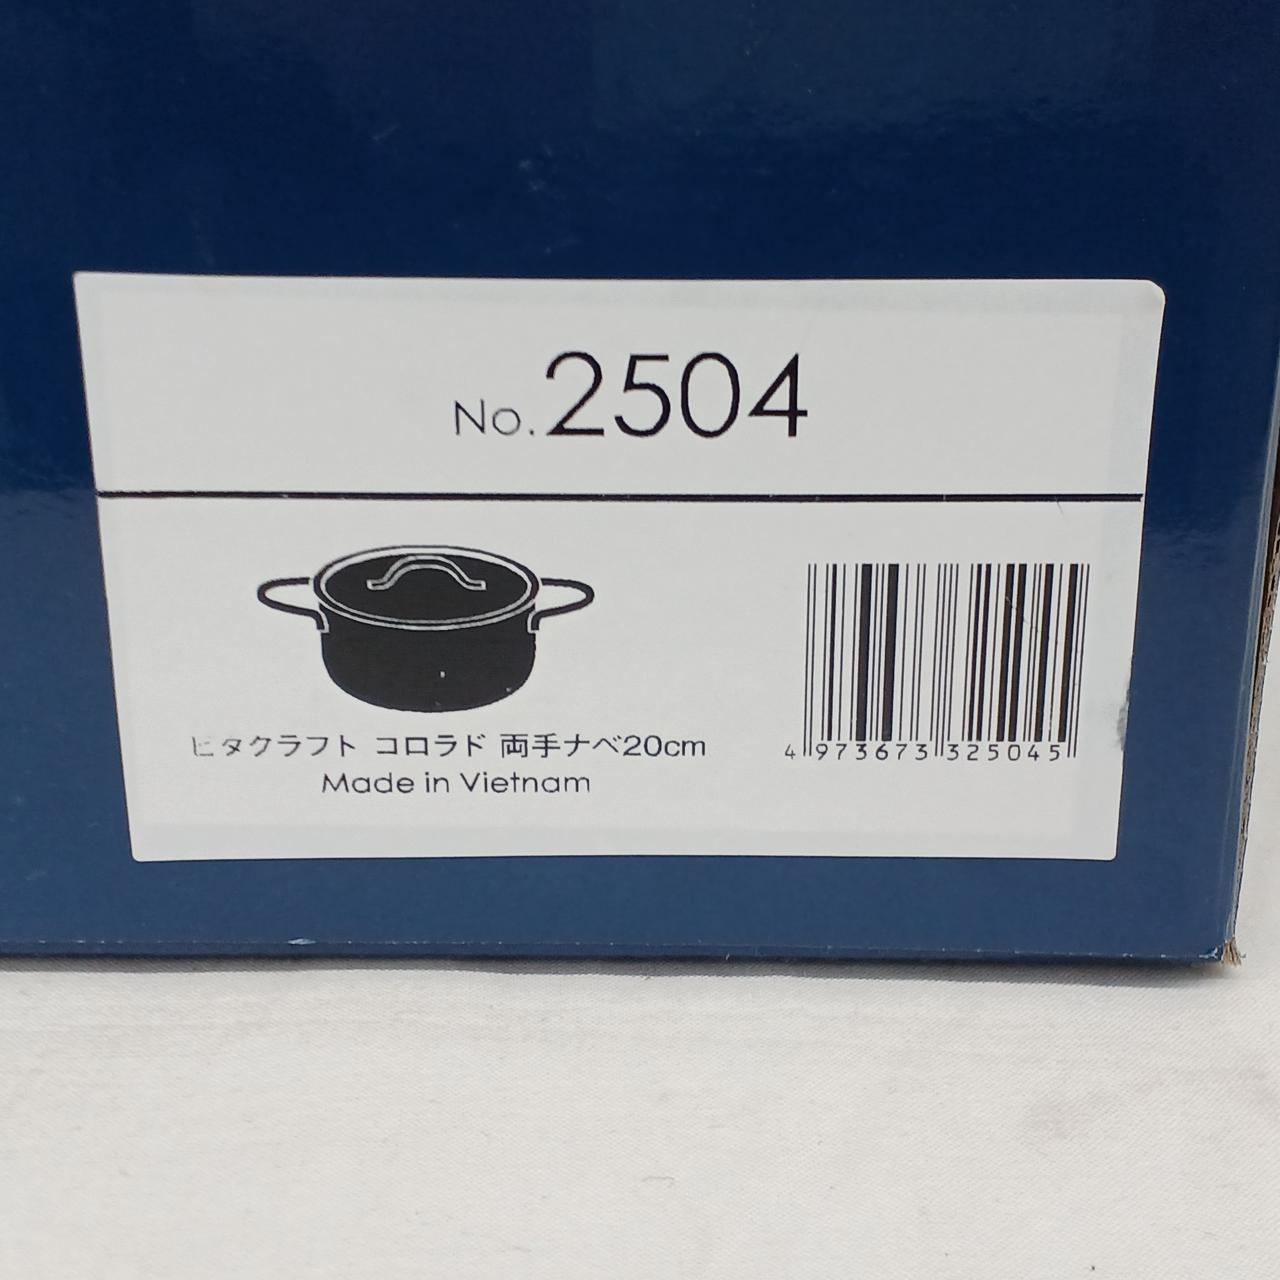 No.2504
ビタクラフト コロラド 両手ナベ20cm
Made in Vietnam
4 973673 325045